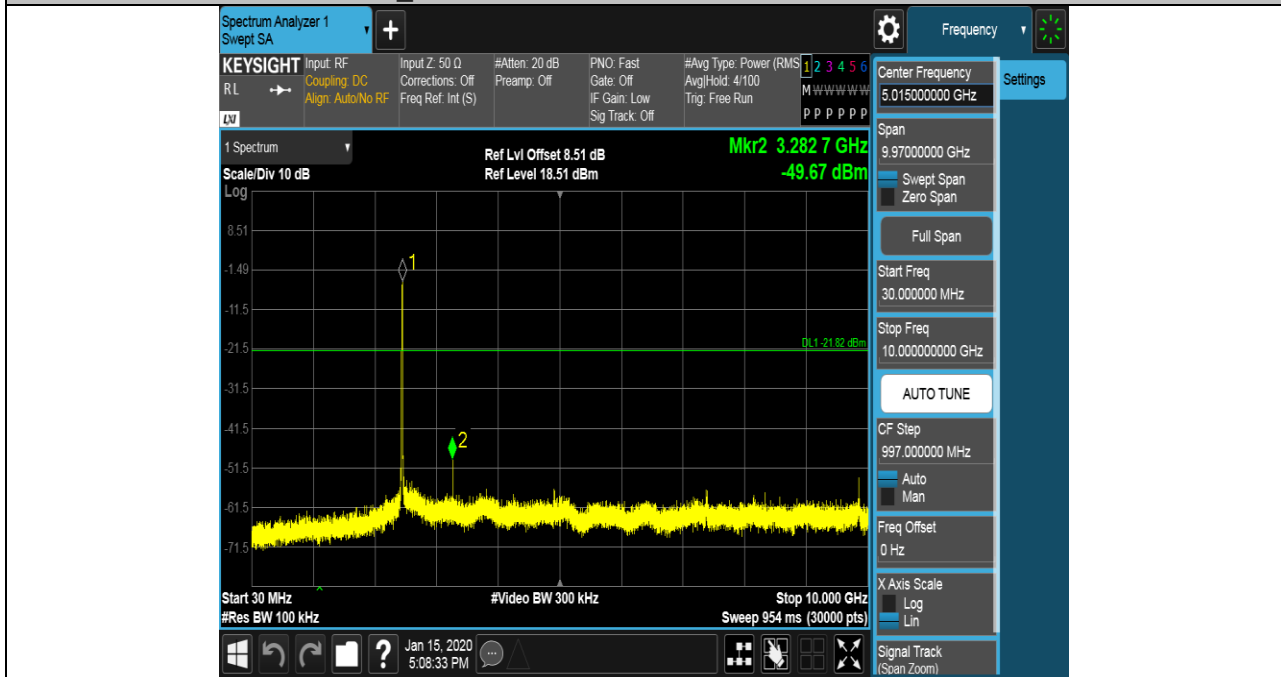 Spectrum Analyzer 1
Swept SA
+
Frequency
KEYSIGHT
RL
LXI
Input: RF
Coupling: DC
Align: Auto/No RF
Input Z: 50 Ω
Corrections: Off
Freq Ref: Int (S)
#Atten: 20 dB
Preamp: Off
PNO: Fast
Gate: Off
IF Gain: Low
Sig Track: Off
#Avg Type: Power (RMS
Avg|Hold: 4/100
Trig: Free Run
1 2 3 4 5 6
M W W W W W
P P P P P P
1 Spectrum
Scale/Div 10 dB
Log
Ref Lvl Offset 8.51 dB
Ref Level 18.51 dBm
Mkr2 3.282 7 GHz
-49.67 dBm
8.51
-1.49
-11.5
-21.5
-31.5
-41.5
-51.5
-61.5
-71.5
1
2
DL1 -21.82 dBm
Start 30 MHz
#Res BW 100 kHz
#Video BW 300 kHz
Stop 10.000 GHz
Sweep 954 ms (30000 pts)
Center Frequency
5.015000000 GHz
Settings
Span
9.97000000 GHz
Swept Span
Zero Span
Full Span
Start Freq
30.000000 MHz
Stop Freq
10.000000000 GHz
AUTO TUNE
CF Step
997.000000 MHz
Auto
Man
Freq Offset
0 Hz
X Axis Scale
Log
Lin
Signal Track
(Span Zoom)
?
Jan 15, 2020
5:08:33 PM